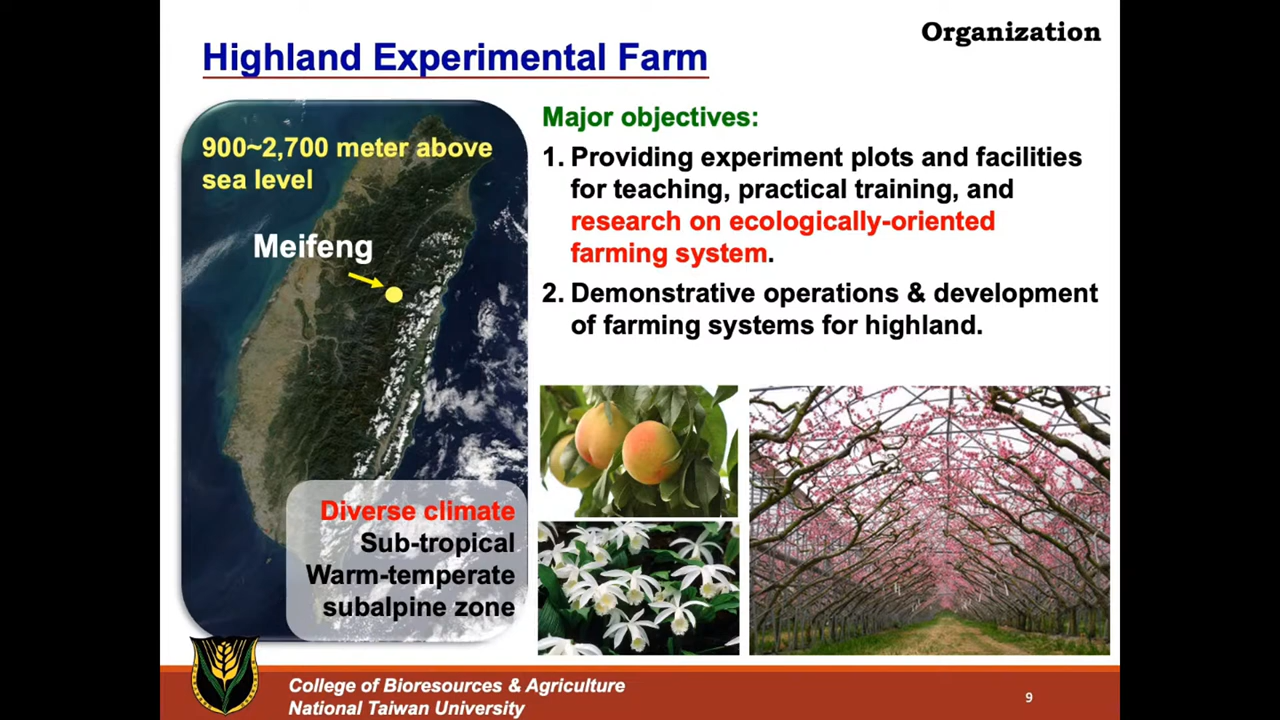 Organization
Highland Experimental Farm
900~2,700 meter above
sea level
Meifeng
Diverse climate
Sub-tropical
Warm-temperate
subalpine zone
Major objectives:
1. Providing experiment plots and facilities
for teaching, practical training, and
research on ecologically-oriented
farming system.
2. Demonstrative operations & development
of farming systems for highland.
College of Bioresources & Agriculture
National Taiwan University
9